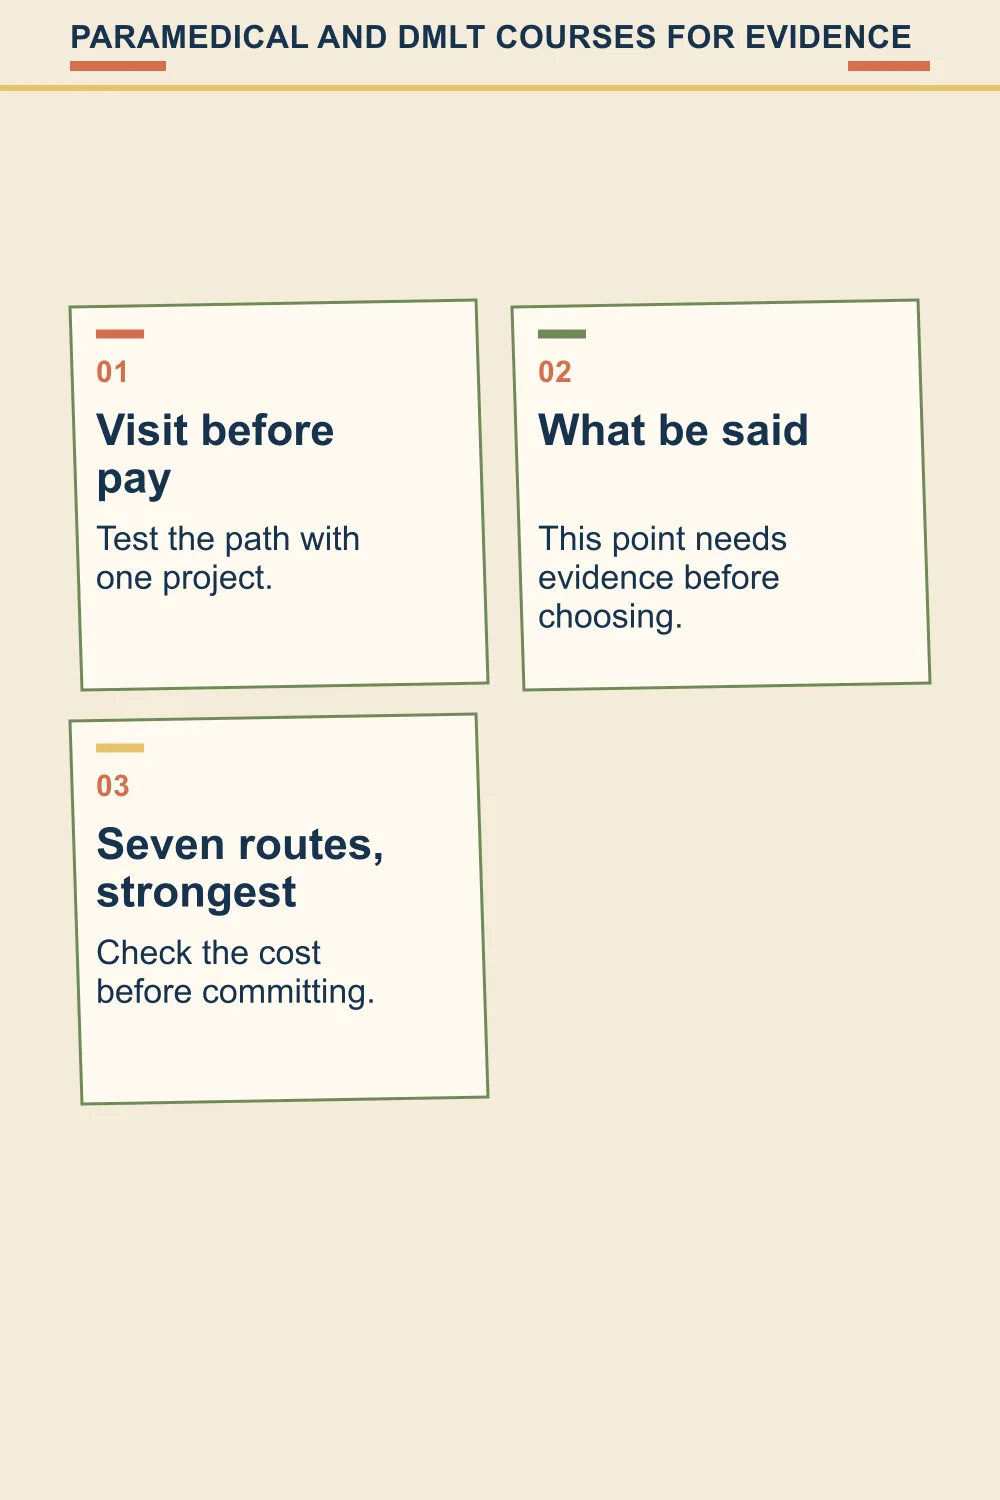 PARAMEDICAL AND DMLT COURSES FOR EVIDENCE
01
Visit before
pay
Test the path with
one project.
02
What be said
This point needs
evidence before
choosing.
03
Seven routes,
strongest
Check the cost
before committing.